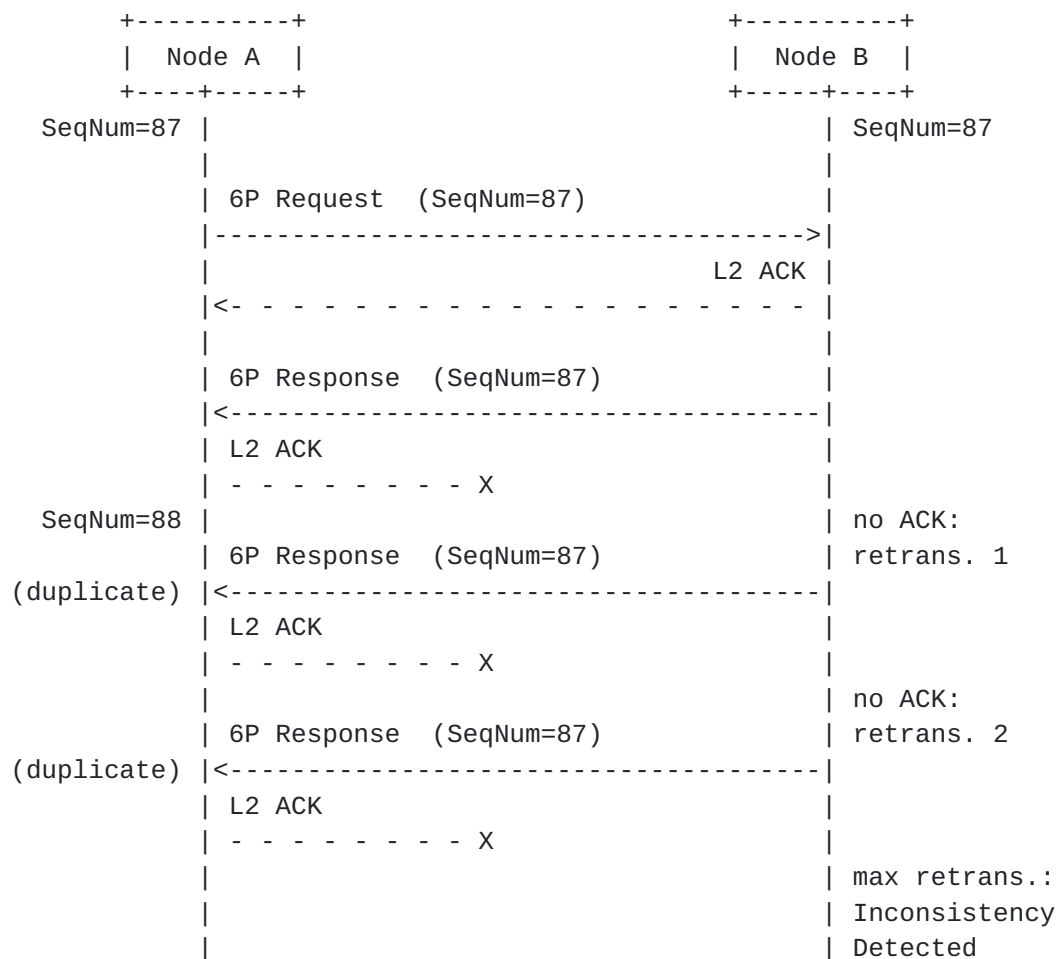 +----------+                           +----------+
       |  Node A  |                           |  Node B  |
       +----+-----+                           +-----+----+
  SeqNum=87 |                                       | SeqNum=87
            |                                       |
            | 6P Request  (SeqNum=87)               |
            |-------------------------------------->|
            |                                L2 ACK |
            |<- - - - - - - - - - - - - - - - - - - |
            |                                       |
            | 6P Response  (SeqNum=87)              |
            |<--------------------------------------|
            | L2 ACK                                |
            | - - - - - - - - X                     |
  SeqNum=88 |                                       | no ACK:
            | 6P Response  (SeqNum=87)              | retrans. 1
(duplicate) |<--------------------------------------|
            | L2 ACK                                |
            | - - - - - - - - X                     |
            |                                       | no ACK:
            | 6P Response  (SeqNum=87)              | retrans. 2
(duplicate) |<--------------------------------------|
            | L2 ACK                                |
            | - - - - - - - - X                     |
            |                                       | max retrans.:
            |                                       | Inconsistency
            |                                       | Detected